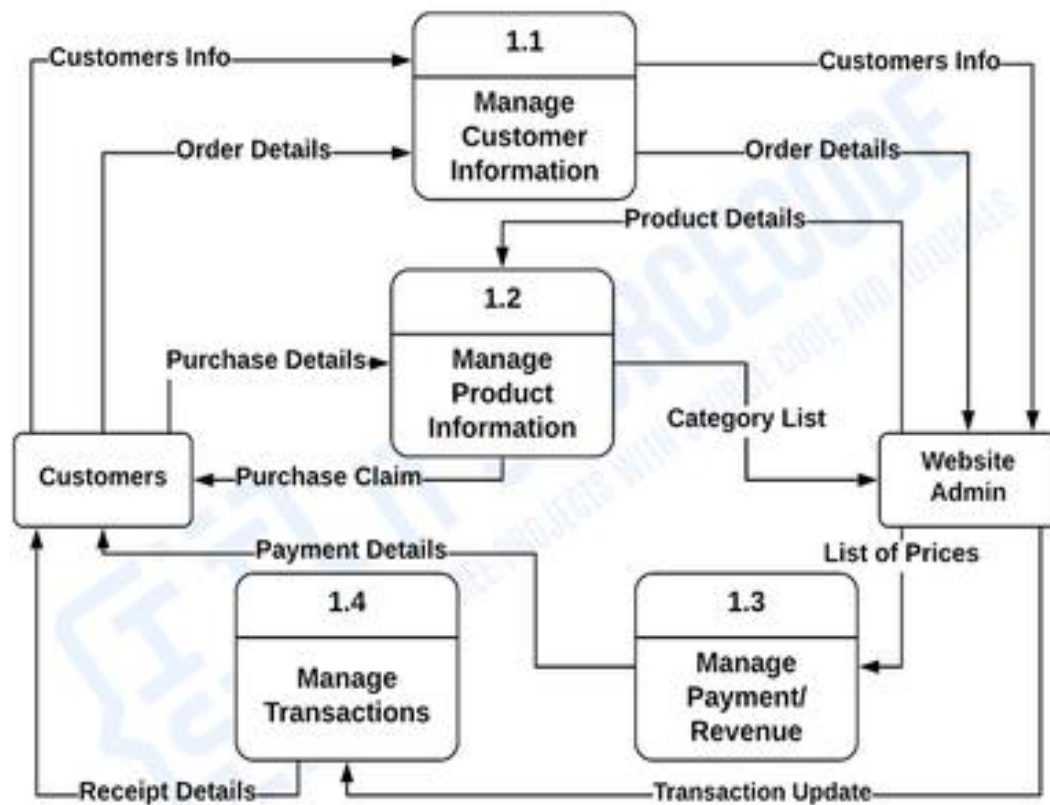 1.1
Customers Info
Customers Info
Manage
Customer
Information
Order Details
Order Details
Product Details
1.2
Purchase Details
Manage
Product
Information
Category List
Customers
Purchase Claim
Website
Admin
Payment Details
List of Prices
1.4
1.3
Manage
Transactions
Manage
Payment/
Revenue
Receipt Details
Transaction Update